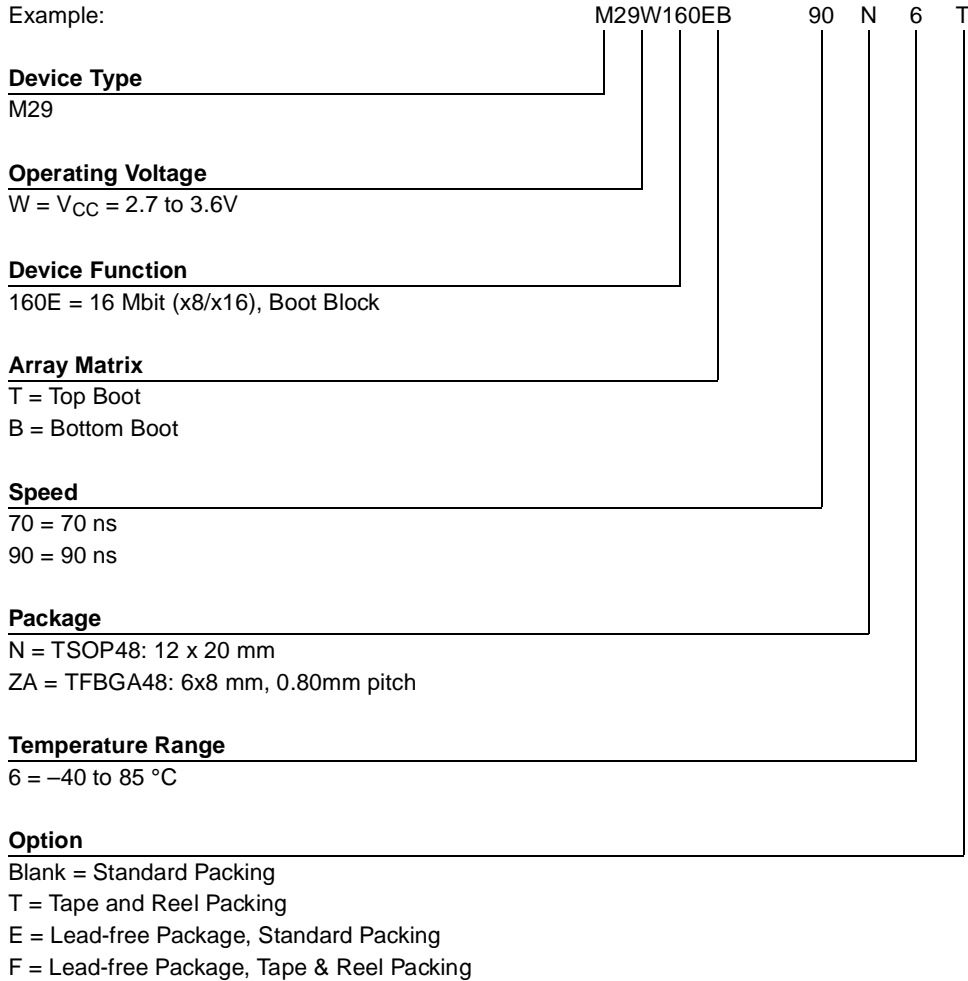 Example: M29W160EB 90 N 6 T
Device Type
M29
Operating Voltage
W = VCC = 2.7 to 3.6V
Device Function
160E = 16 Mbit (x8/x16), Boot Block
Array Matrix
T = Top Boot
B = Bottom Boot
Speed
70 = 70 ns
90 = 90 ns
Package
N = TSOP48: 12 x 20 mm
ZA = TFBGA48: 6x8 mm, 0.80mm pitch
Temperature Range
6 = –40 to 85 °C
Option
Blank = Standard Packing
T = Tape and Reel Packing
E = Lead-free Package, Standard Packing
F = Lead-free Package, Tape & Reel Packing